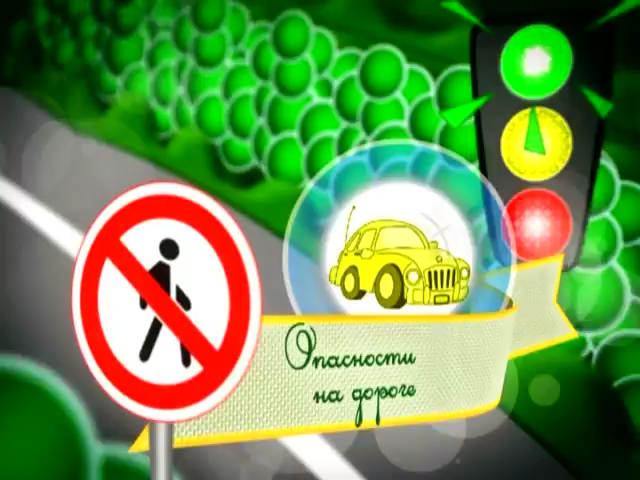 Опасности
на дороге